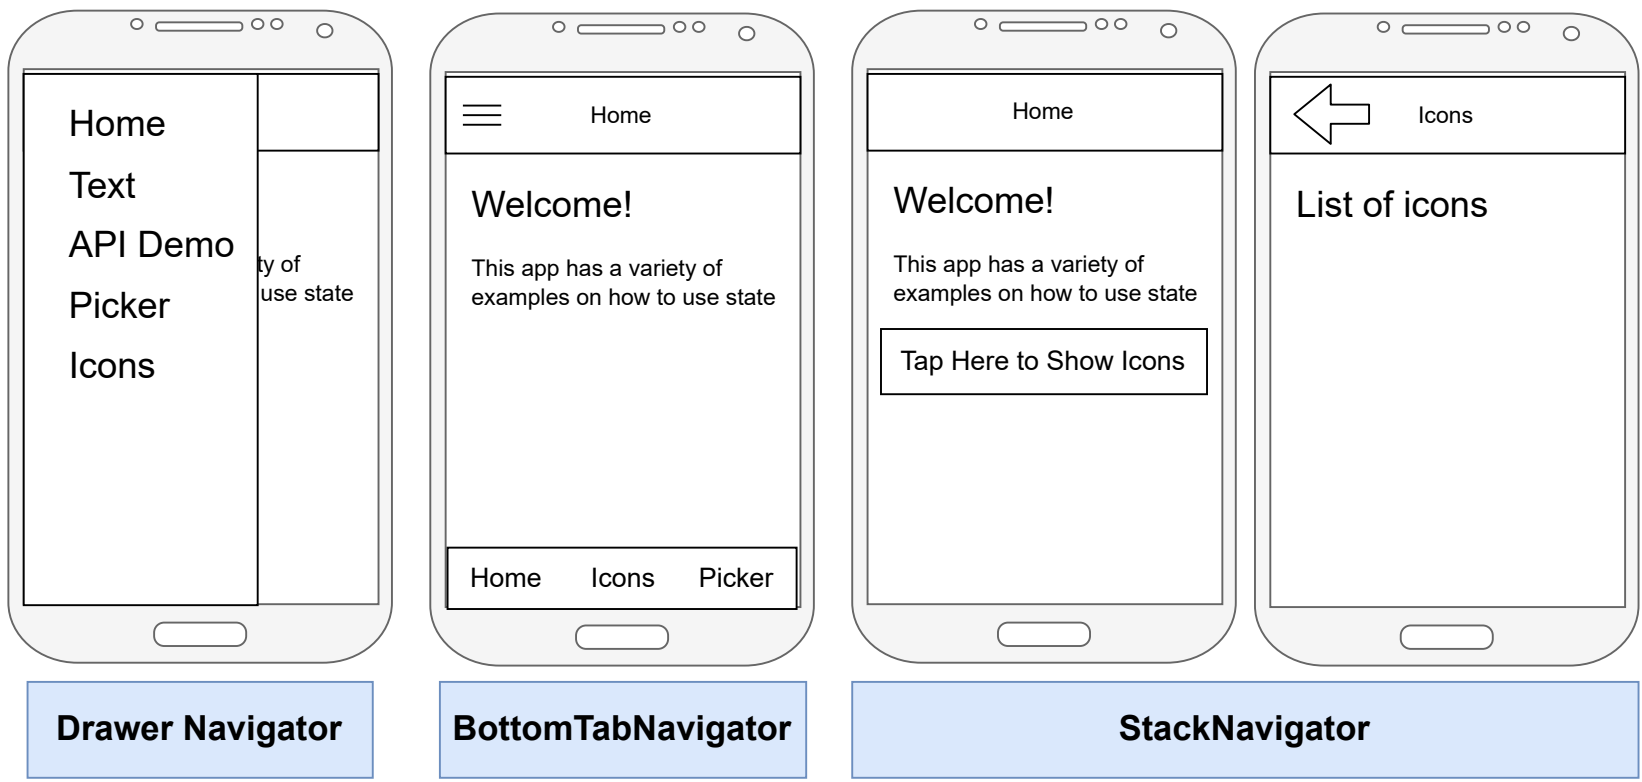 Home
Text
API Demo
Picker
Icons
ty of
use state
Drawer Navigator
Home
Welcome!
This app has a variety of
examples on how to use state
Home Icons Picker
BottomTabNavigator
Home
Welcome!
This app has a variety of
examples on how to use state
Tap Here to Show Icons
Icons
List of icons
StackNavigator